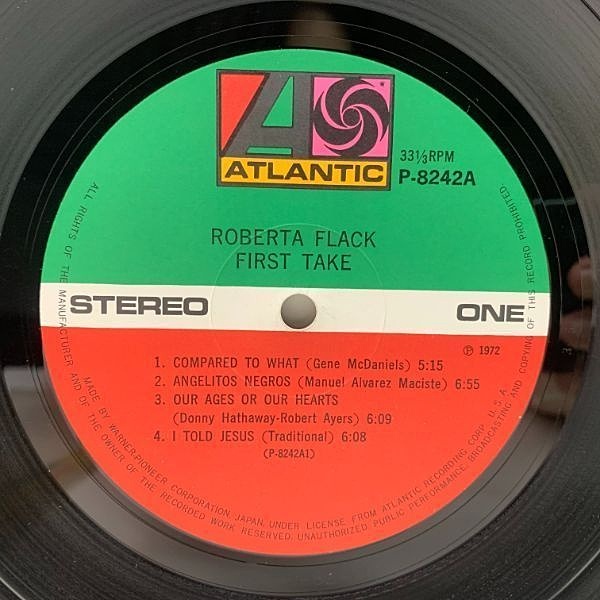 ATLANTIC
33⅓RPM
P-8242A
ROBERTA FLACK
FIRST TAKE
STEREO
ONE
Ⓟ 1972
1. COMPARED TO WHAT (Gene McDaniels) 5:15
2. ANGELITOS NEGROS (Manuel Alvarez Maciste) 6:55
3. OUR AGES OR OUR HEARTS
(Donny Hathaway-Robert Ayers) 6:09
4. I TOLD JESUS (Traditional) 6:08
(P-8242A1)
MADE BY WARNER-PIONEER CORPORATION, JAPAN, UNDER LICENSE FROM ATLANTIC RECORDING CORP., U.S.A.
ALL RIGHTS OF THE MANUFACTURER AND OF THE OWNER OF THE RECORDED WORK RESERVED. UNAUTHORIZED PUBLIC PERFORMANCE, BROADCASTING AND COPYING OF THIS RECORD PROHIBITED.
3